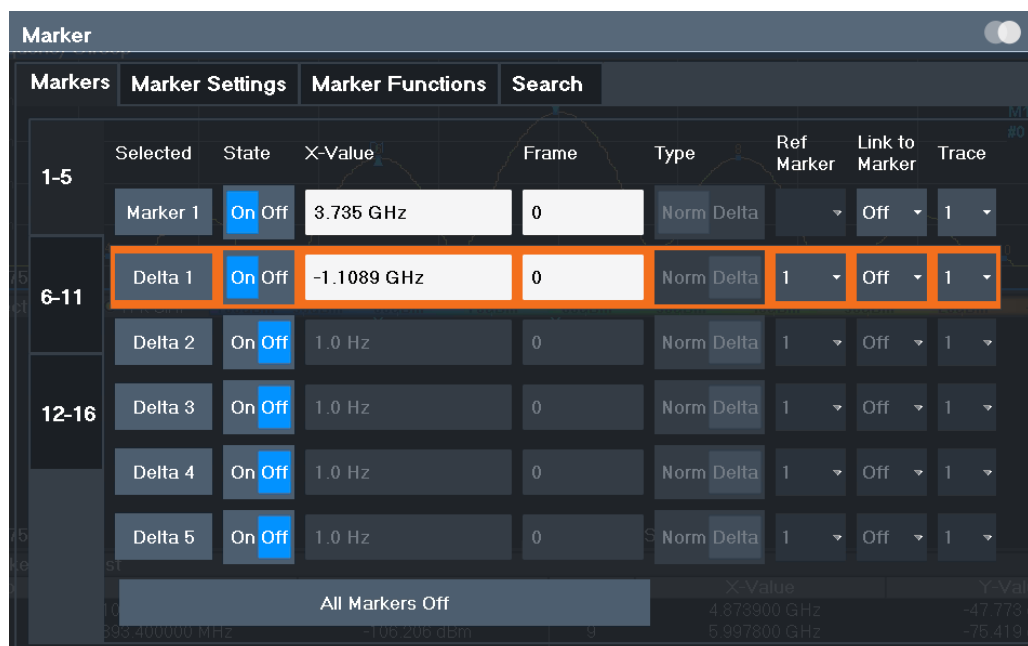 Marker
Markers Marker Settings Marker Functions Search
Selected State X-Value Frame Type Ref Marker Link to Marker Trace
1-5
Marker 1 On Off 3.735 GHz 0 Norm Delta Off 1
Delta 1 On Off -1.1089 GHz 0 Norm Delta 1 Off 1
6-11
Delta 2 On Off 1.0 Hz 0 Norm Delta 1 Off 1
12-16
Delta 3 On Off 1.0 Hz 0 Norm Delta 1 Off 1
Delta 4 On Off 1.0 Hz 0 Norm Delta 1 Off 1
Delta 5 On Off 1.0 Hz 0 Norm Delta 1 Off 1
X-Value
All Markers Off
4.873900 GHz -47.773
-106.206 dBm 9 5.997800 GHz -75.419